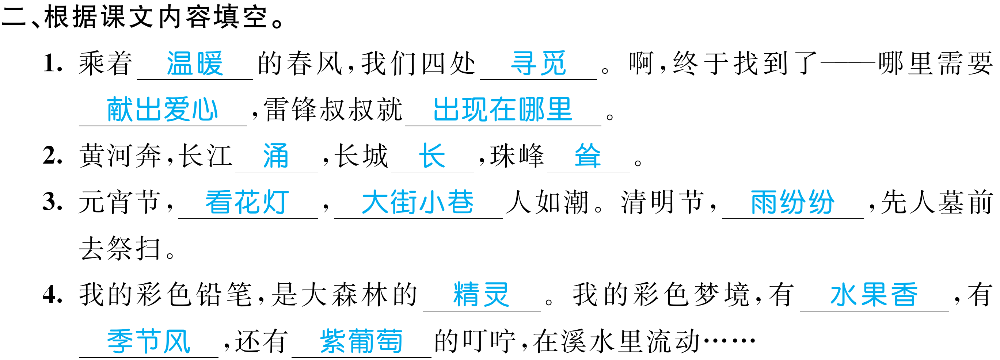 二、根据课文内容填空。
1. 乘着 温暖 的春风,我们四处 寻觅 。啊,终于找到了——哪里需要
献出爱心 ,雷锋叔叔就 出现在哪里 。
2. 黄河奔,长江 涌 ,长城 长 ,珠峰 耸 。
3. 元宵节, 看花灯 , 大街小巷 人如潮。清明节, 雨纷纷 ,先人墓前
去祭扫。
4. 我的彩色铅笔,是大森林的 精灵 。我的彩色梦境,有 水果香 ,有
季节风 ,还有 紫葡萄 的叮咛,在溪水里流动……